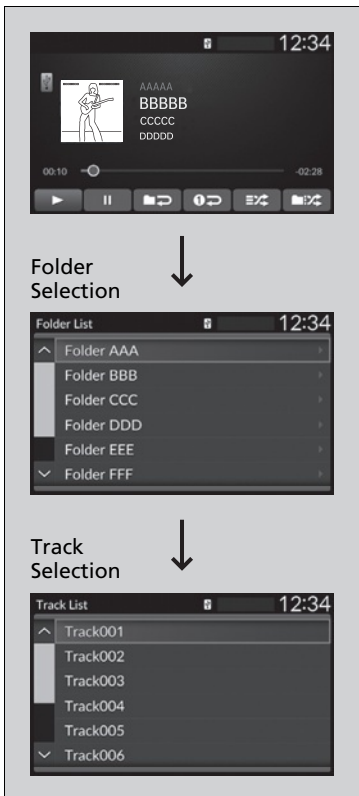 12:34
AAAAA
BBBBB
CCCCC
DDDDD
00:10 -02:28
1
Folder
Selection
Folder List 12:34
Folder AAA
Folder BBB
Folder CCC
Folder DDD
Folder EEE
Folder FFF
Track
Selection
Track List 12:34
Track001
Track002
Track003
Track004
Track005
Track006